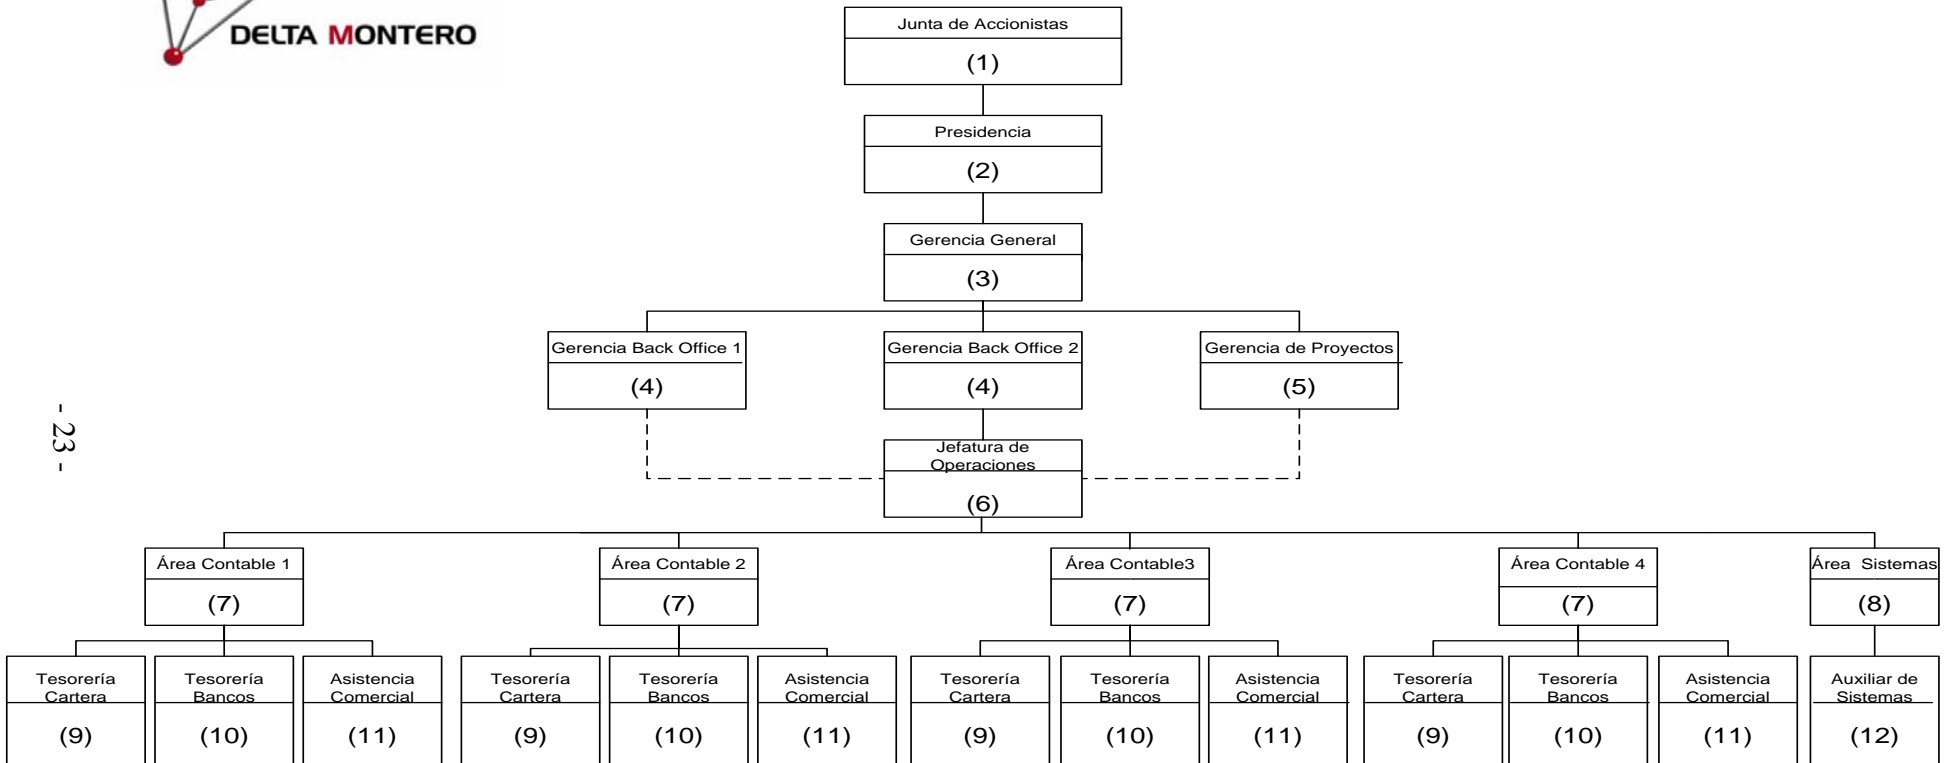 DELTA MONTERO
Junta de Accionistas
(1)
Presidencia
(2)
Gerencia General
(3)
Gerencia Back Office 1
(4)
Gerencia Back Office 2
(4)
Gerencia de Proyectos
(5)
- 23 -
Jefatura de
Operaciones
(6)
Área Contable 1
(7)
Área Contable 2
(7)
Área Contable3
(7)
Área Contable 4
(7)
Área  Sistemas
(8)
Tesorería
Cartera
(9)
Tesorería
Bancos
(10)
Asistencia
Comercial
(11)
Tesorería
Cartera
(9)
Tesorería
Bancos
(10)
Asistencia
Comercial
(11)
Tesorería
Cartera
(9)
Tesorería
Bancos
(10)
Asistencia
Comercial
(11)
Tesorería
Cartera
(9)
Tesorería
Bancos
(10)
Asistencia
Comercial
(11)
Auxiliar de
Sistemas
(12)